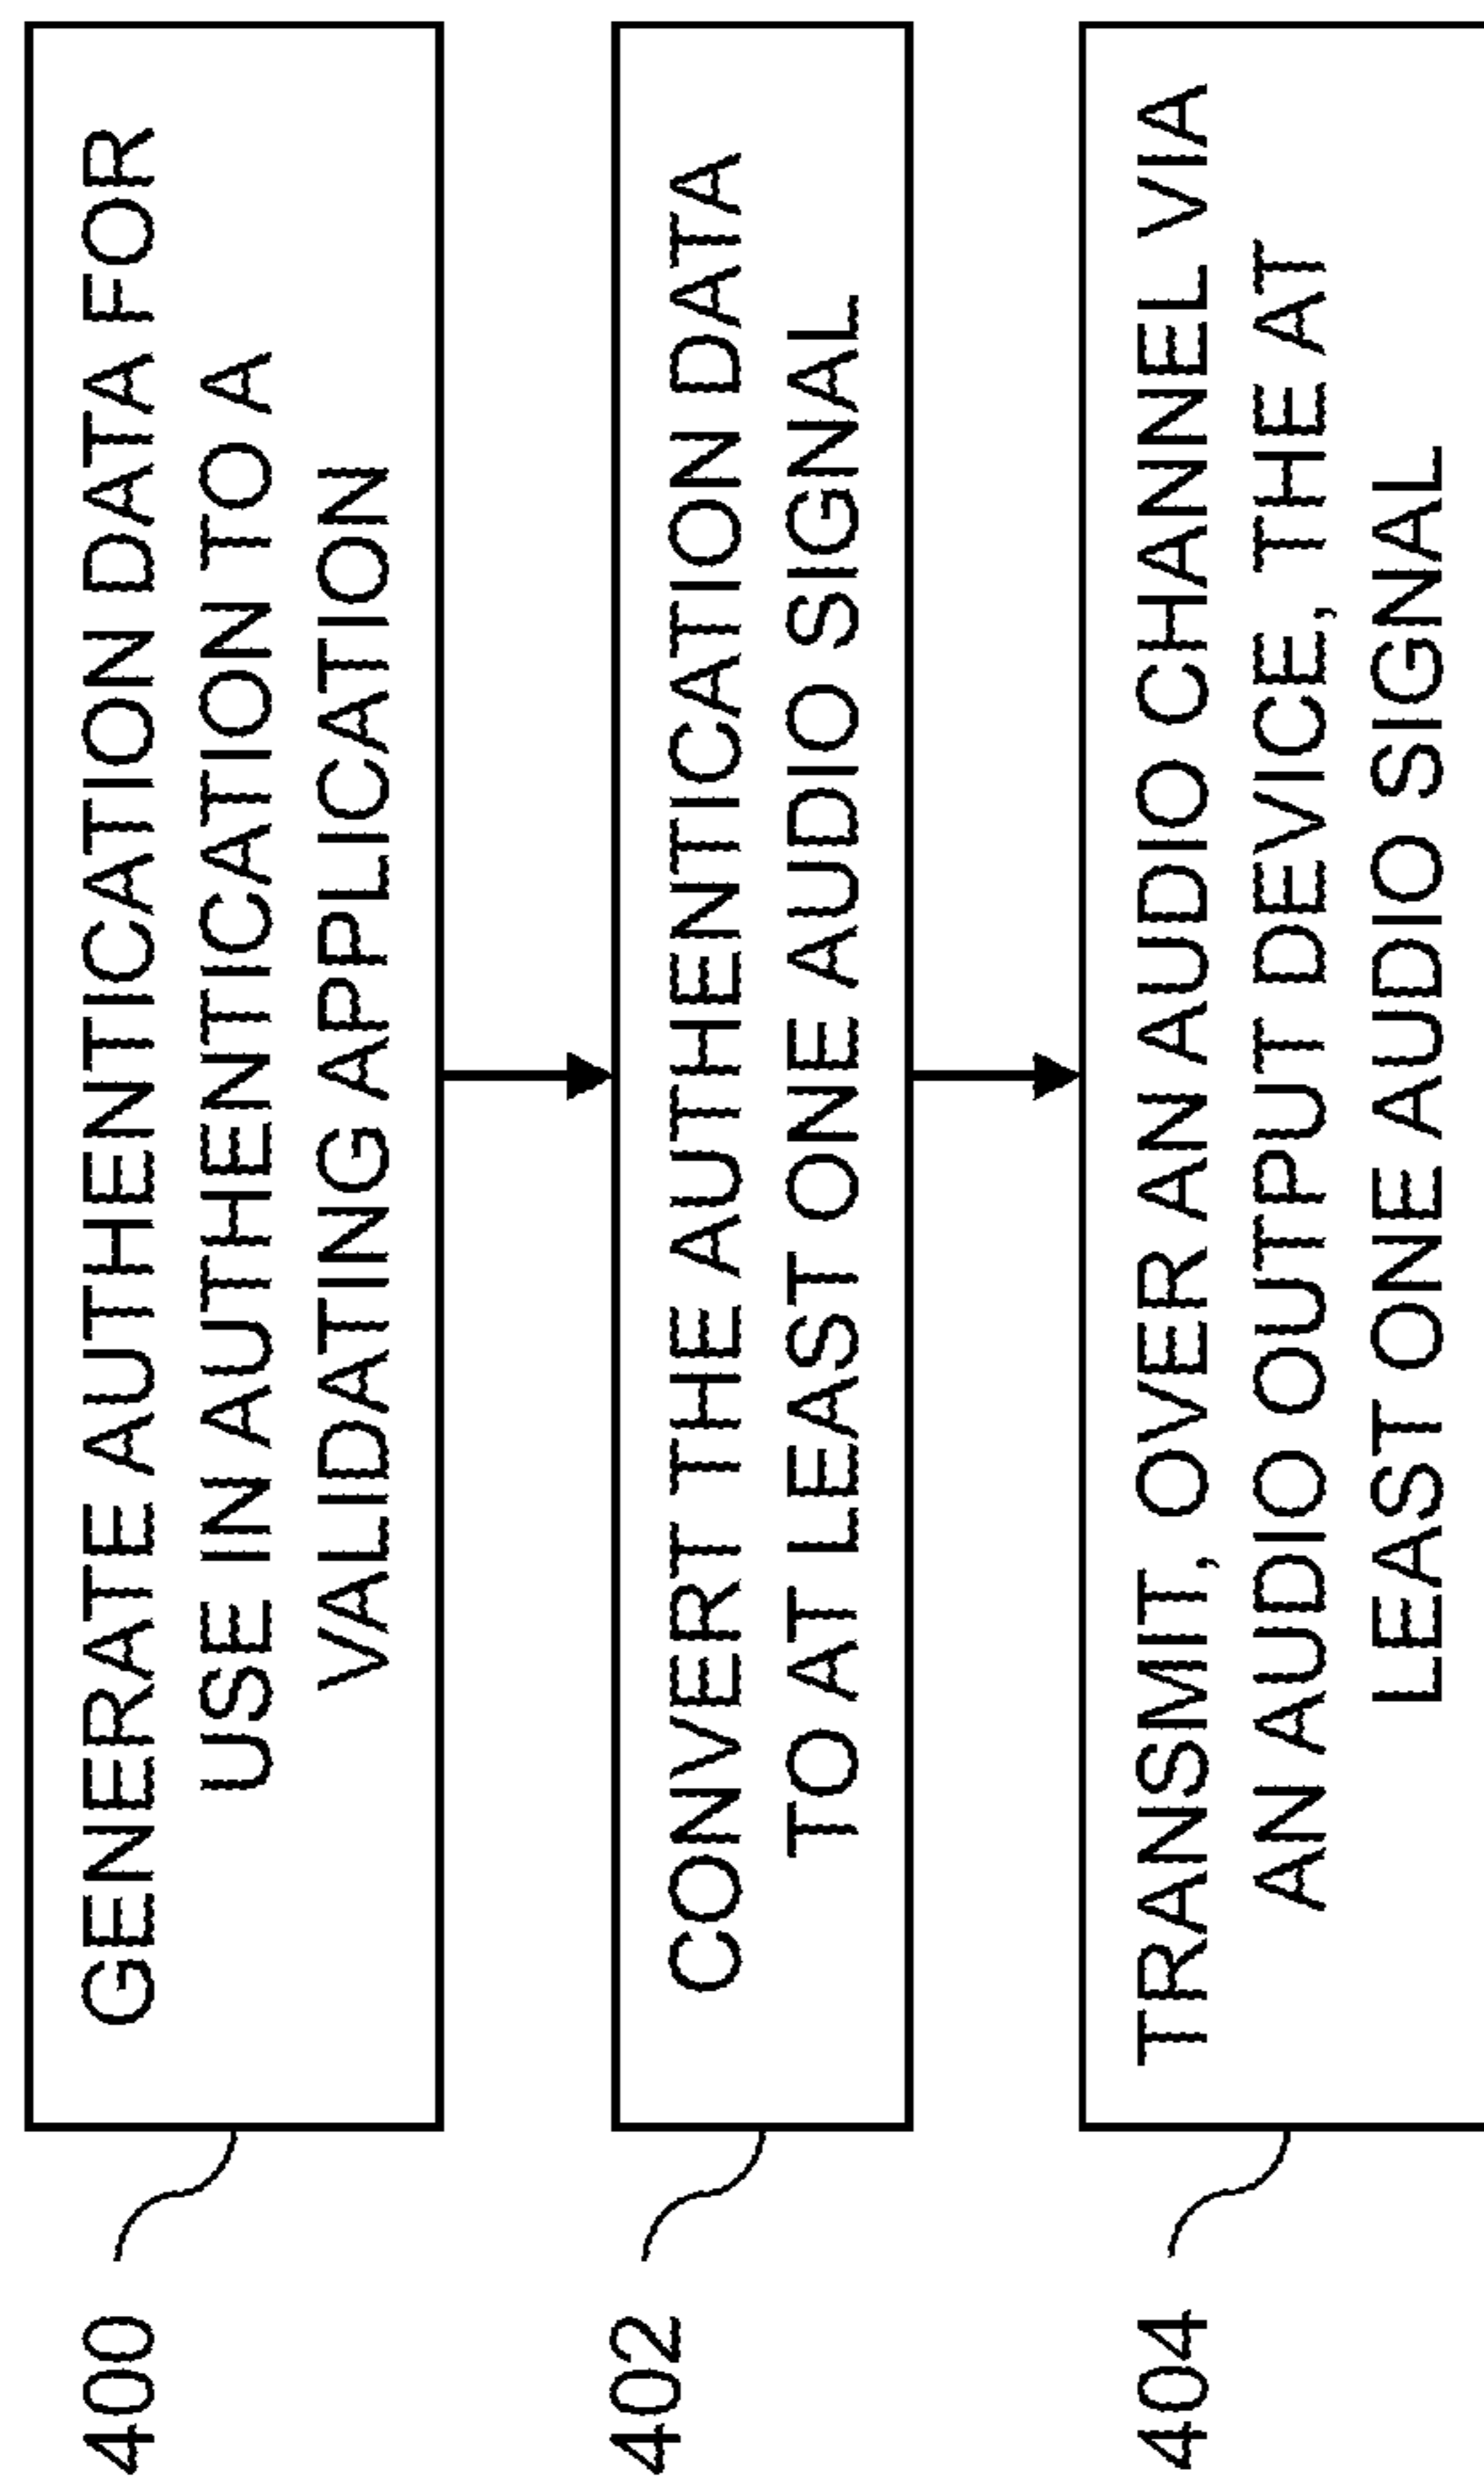 400
GENERATE AUTHENTICATION DATA FOR
USE IN AUTHENTICATION TO A
VALIDATING APPLICATION
402
CONVERT THE AUTHENTICATION DATA
TO AT LEAST ONE AUDIO SIGNAL
404
TRANSMIT, OVER AN AUDIO CHANNEL VIA
AN AUDIO OUTPUT DEVICE, THE AT
LEAST ONE AUDIO SIGNAL